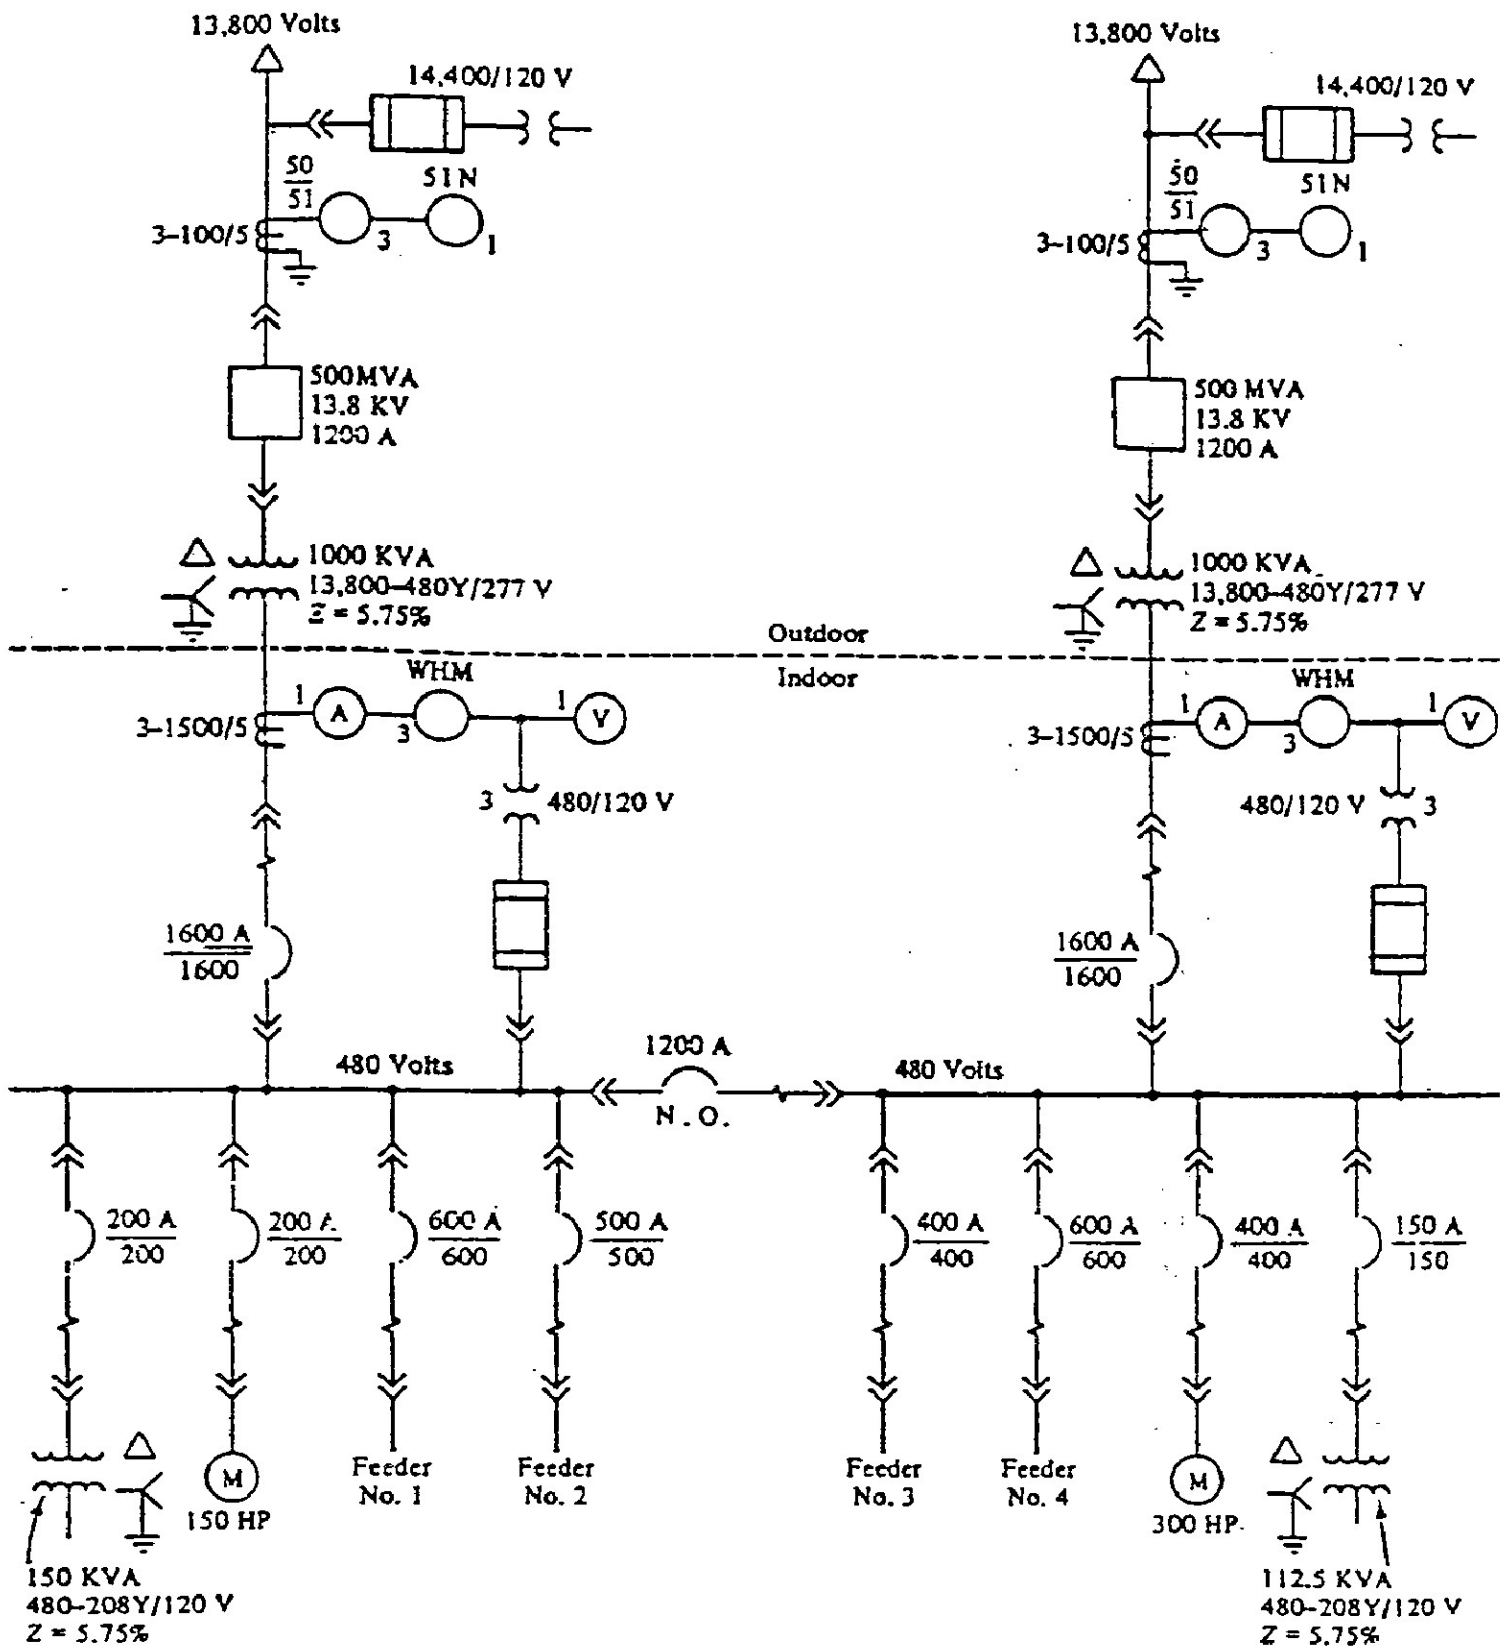 13,800 Volts
14,400/120 V
50
51
51N
3-100/5
3
1
500MVA
13.8 KV
1200 A
1000 KVA
13,800-480Y/277 V
Z = 5.75%
13,800 Volts
14,400/120 V
50
51
51N
3-100/5
3
1
500 MVA
13.8 KV
1200 A
1000 KVA
13,800-480Y/277 V
Z = 5.75%
Outdoor
Indoor
WHM
1
A
3
1
V
3-1500/5
3
480/120 V
1600 A
1600
WHM
1
A
3
1
V
3-1500/5
480/120 V
3
1600 A
1600
480 Volts
1200 A
N.O.
480 Volts
200 A
200
200 A
200
600 A
600
500 A
500
400 A
400
600 A
600
400 A
400
150 A
150
M
150 HP
Feeder
No. 1
Feeder
No. 2
Feeder
No. 3
Feeder
No. 4
M
300 HP
150 KVA
480-208Y/120 V
Z = 5.75%
112.5 KVA
480-208Y/120 V
Z = 5.75%